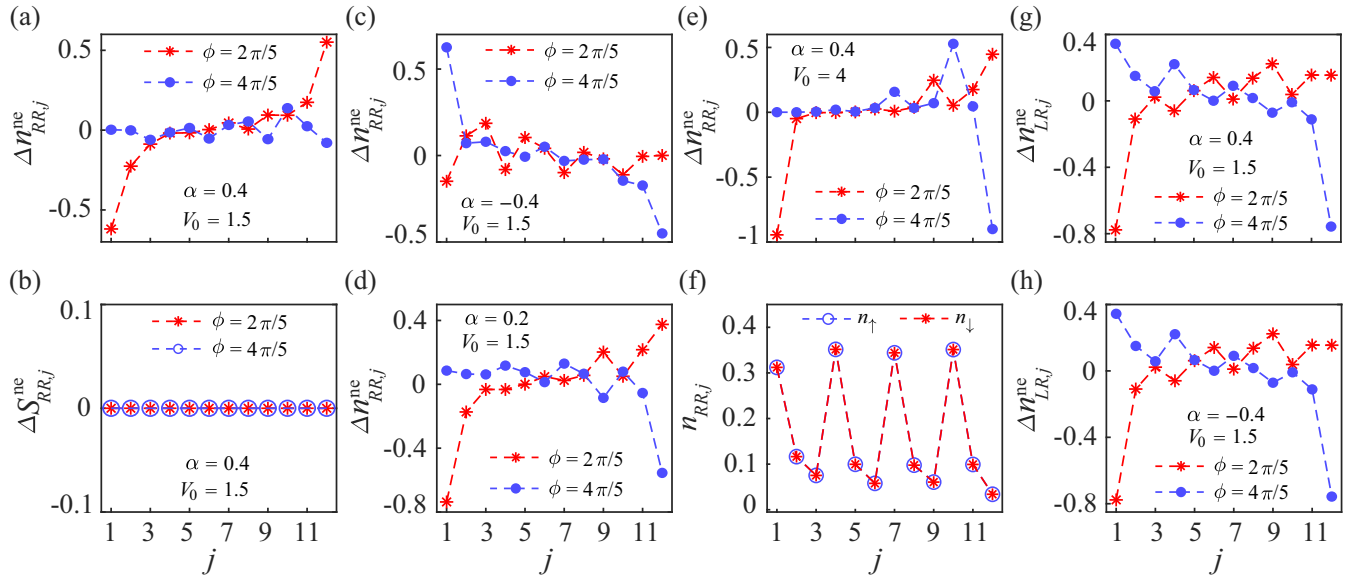 (a)
Δn^ne_RR,j
0.5
0
-0.5
ϕ = 2π/5
ϕ = 4π/5
α = 0.4
V₀ = 1.5
(c)
Δn^ne_RR,j
0.5
0
-0.5
ϕ = 2π/5
ϕ = 4π/5
α = −0.4
V₀ = 1.5
(e)
Δn^ne_RR,j
0.5
0
-0.5
-1
α = 0.4
V₀ = 4
ϕ = 2π/5
ϕ = 4π/5
(g)
Δn^ne_LR,j
0.4
0
-0.4
-0.8
α = 0.4
V₀ = 1.5
ϕ = 2π/5
ϕ = 4π/5
(b)
ΔS^ne_RR,j
0.1
0
-0.1
ϕ = 2π/5
ϕ = 4π/5
α = 0.4
V₀ = 1.5
1 3 5 7 9 11
j
(d)
Δn^ne_RR,j
0.4
0
-0.4
-0.8
α = 0.2
V₀ = 1.5
ϕ = 2π/5
ϕ = 4π/5
1 3 5 7 9 11
j
(f)
n_RR,j
0.4
0.3
0.2
0.1
0
n↑ n↓
1 3 5 7 9 11
j
(h)
Δn^ne_LR,j
0.4
0
-0.4
-0.8
α = −0.4
V₀ = 1.5
ϕ = 2π/5
ϕ = 4π/5
1 3 5 7 9 11
j